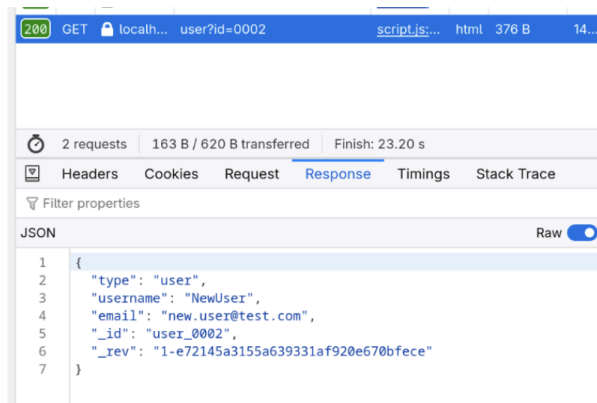 200 GET localh... user?id=0002 script.js:... html 376 B 14...
2 requests 163 B / 620 B transferred Finish: 23.20 s
Headers Cookies Request Response Timings Stack Trace
Filter properties
JSON Raw
1 {
2 "type": "user",
3 "username": "NewUser",
4 "email": "new.user@test.com",
5 "_id": "user_0002",
6 "_rev": "1-e72145a3155a639331af920e670bfece"
7 }